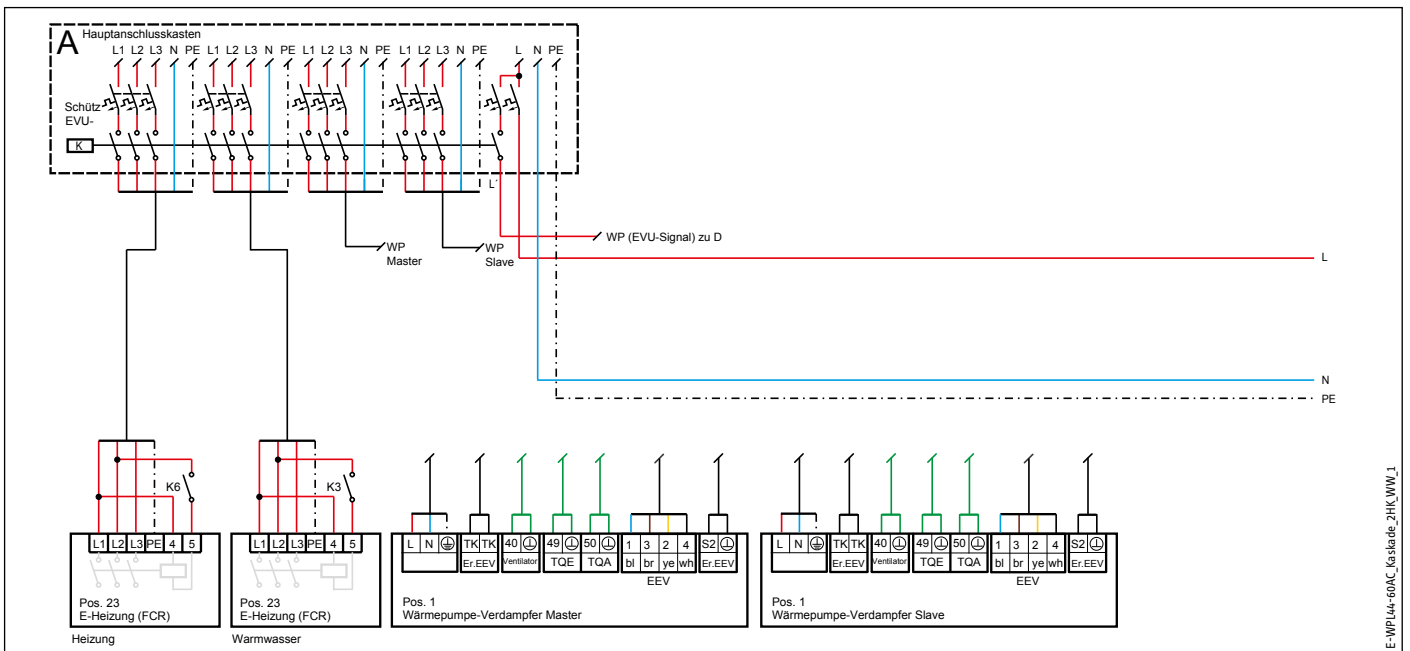 A Hauptanschlusskasten
L1 L2 L3 N PE L1 L2 L3 N PE L1 L2 L3 N PE L1 L2 L3 N PE L N PE
Schütz
EVU-
K
L´
WP (EVU-Signal) zu D
WP
Master
WP
Slave
L
N
PE
K6
K3
L1 L2 L3 PE 4 5
Pos. 23
E-Heizung (FCR)
Heizung
L1 L2 L3 PE 4 5
Pos. 23
E-Heizung (FCR)
Warmwasser
L N TK TK 40 49 50 1 3 2 4 S2
Er.EEV Ventilator TQE TQA bl br ye wh Er.EEV
EEV
Pos. 1
Wärmepumpe-Verdampfer Master
L N TK TK 40 49 50 1 3 2 4 S2
Er.EEV Ventilator TQE TQA bl br ye wh Er.EEV
EEV
Pos. 1
Wärmepumpe-Verdampfer Slave
E-WPL44-60AC_Kaskade_2HK_WW_1